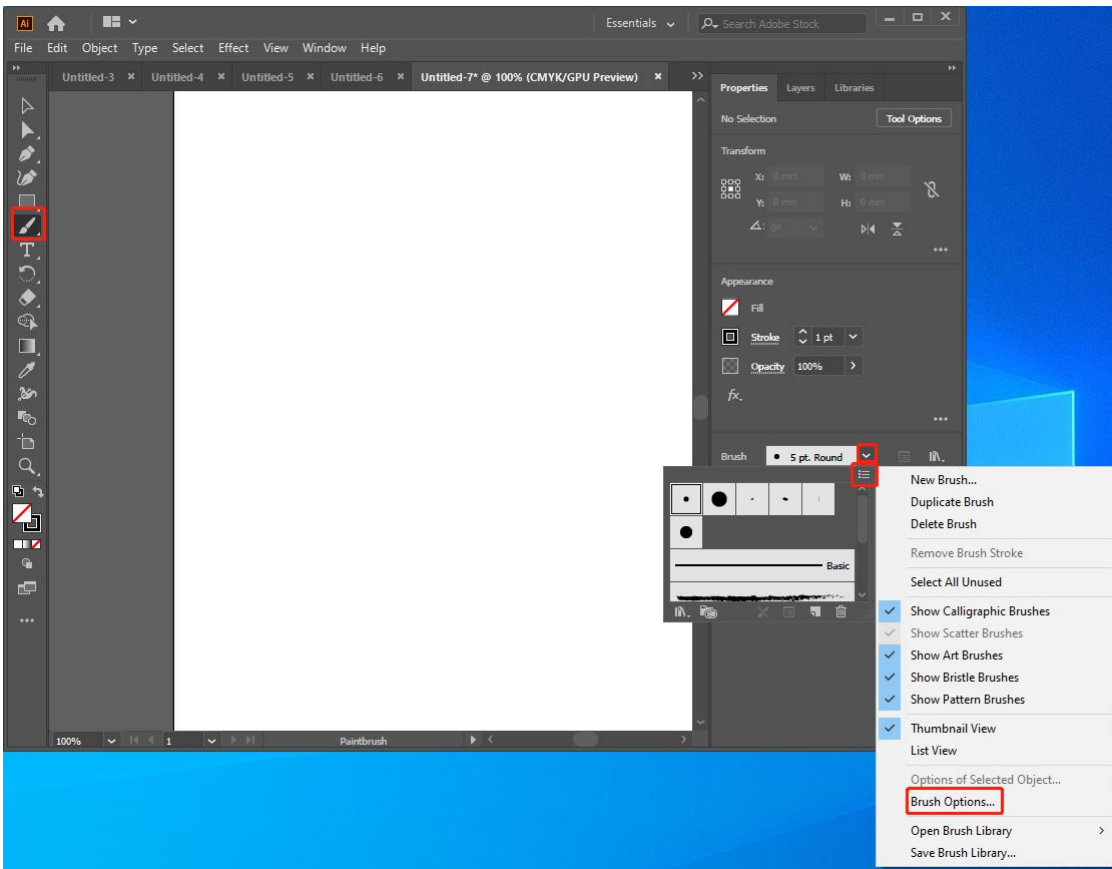 Ai
Essentials
Search Adobe Stock
File Edit Object Type Select Effect View Window Help
Untitled-3 × Untitled-4 × Untitled-5 × Untitled-6 × Untitled-7* @ 100% (CMYK/GPU Preview) ×
Properties Layers Libraries
No Selection
Tool Options
Transform
X: 0 mm W: 0 mm
Y: 0 mm H: 0 mm
0°
Appearance
Fill
Stroke 1 pt
Opacity 100%
fx.
Brush 5 pt. Round
Basic
New Brush...
Duplicate Brush
Delete Brush
Remove Brush Stroke
Select All Unused
Show Calligraphic Brushes
Show Scatter Brushes
Show Art Brushes
Show Bristle Brushes
Show Pattern Brushes
Thumbnail View
List View
Options of Selected Object...
Brush Options...
Open Brush Library
Save Brush Library...
100% 1 Paintbrush